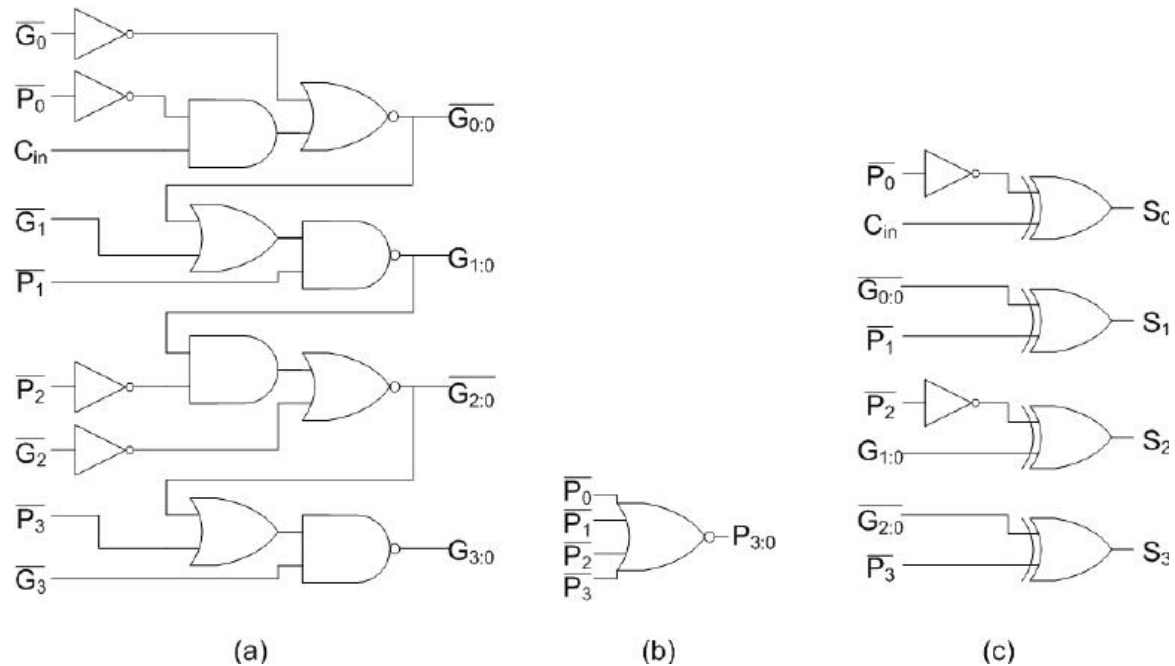 G̅₀
P̅₀
Cᵢₙ
G̅₀:₀
G̅₁
P̅₁
G₁:₀
P̅₂
G̅₂
G̅₂:₀
P̅₃
G̅₃
G₃:₀
(a)
P̅₀
P̅₁
P̅₂
P̅₃
P₃:₀
(b)
P̅₀
Cᵢₙ
S₀
G̅₀:₀
P̅₁
S₁
P̅₂
G₁:₀
S₂
G̅₂:₀
P̅₃
S₃
(c)